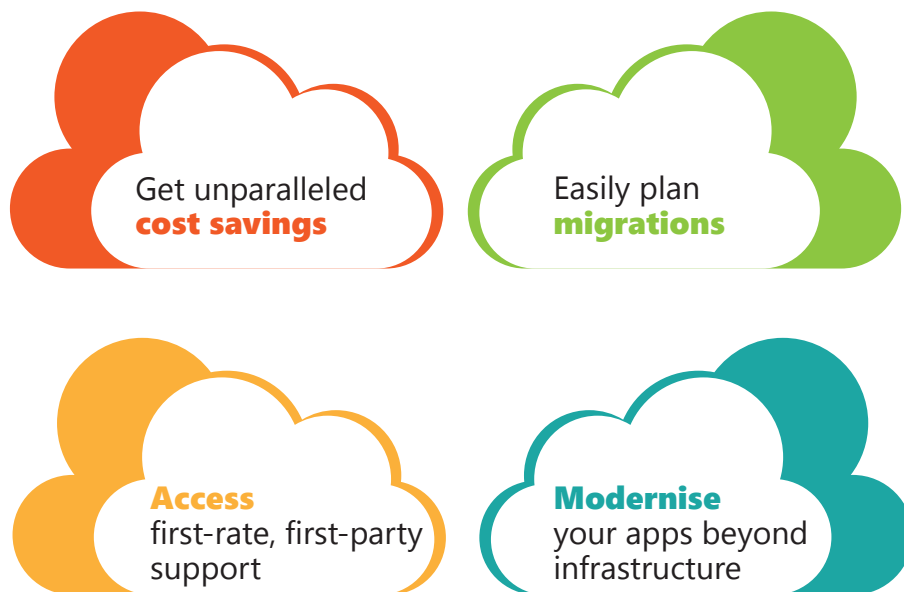 Get unparalleled
cost savings
Easily plan
migrations
Access
first-rate, first-party
support
Modernise
your apps beyond
infrastructure